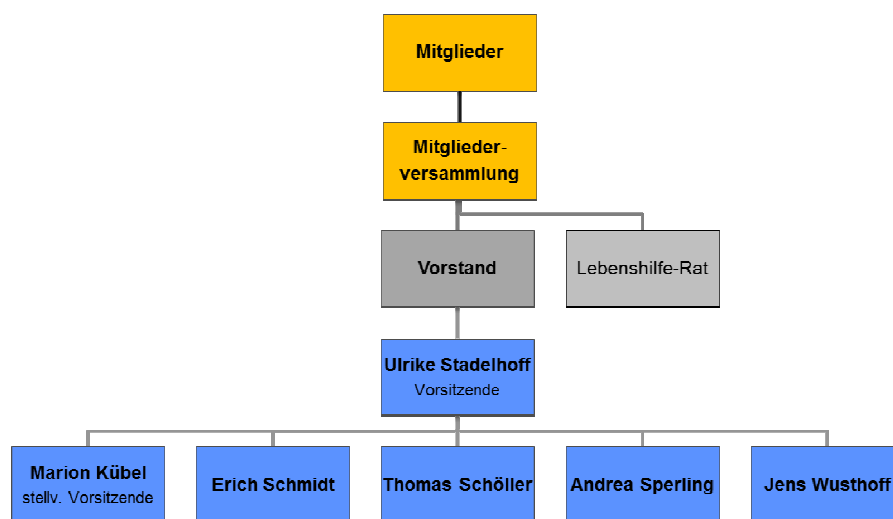 Mitglieder
Mitglieder-
versammlung
Vorstand
Lebenshilfe-Rat
Ulrike Stadelhoff
Vorsitzende
Marion Kübel
stellv. Vorsitzende
Erich Schmidt
Thomas Schöller
Andrea Sperling
Jens Wusthoff